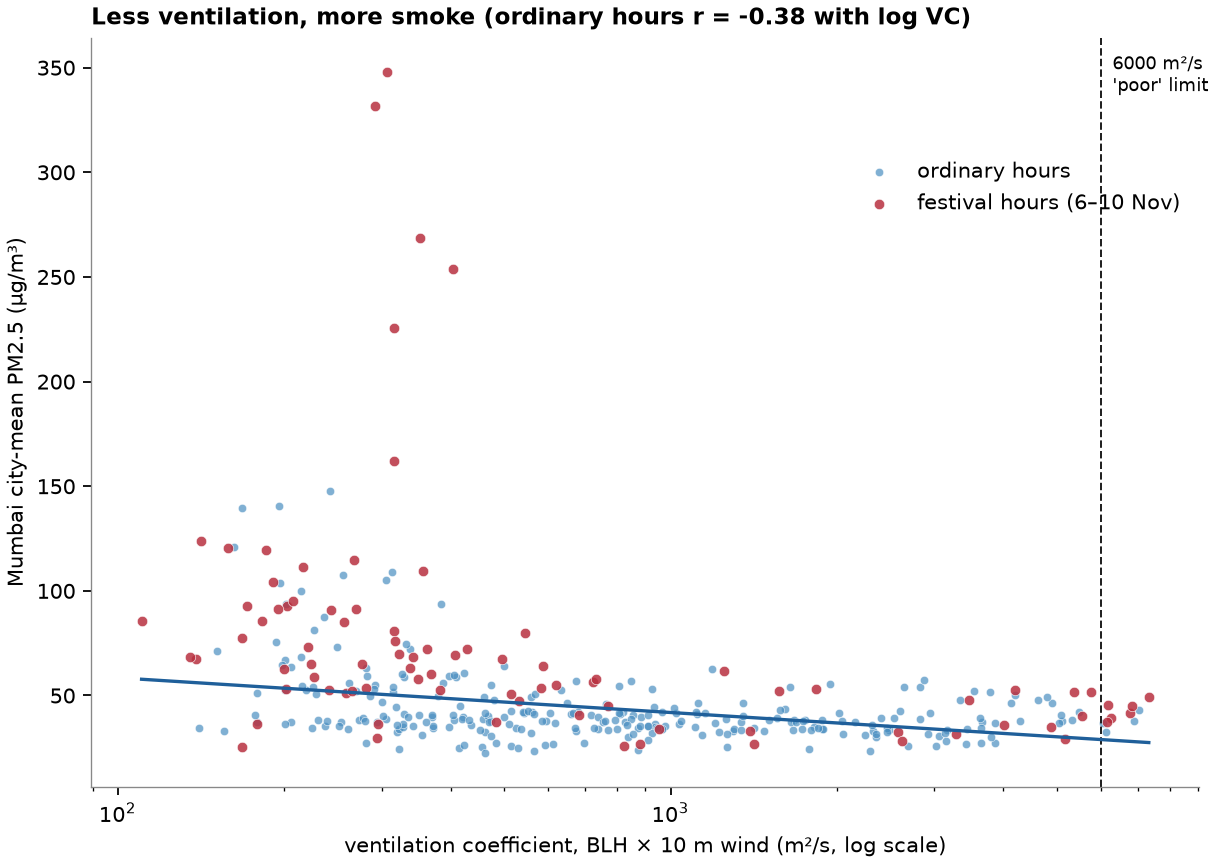 Less ventilation, more smoke (ordinary hours r = -0.38 with log VC)
6000 m²/s
'poor' limit
ordinary hours
festival hours (6–10 Nov)
Mumbai city-mean PM2.5 (µg/m³)
350
300
250
200
150
100
50
10²
10³
ventilation coefficient, BLH × 10 m wind (m²/s, log scale)